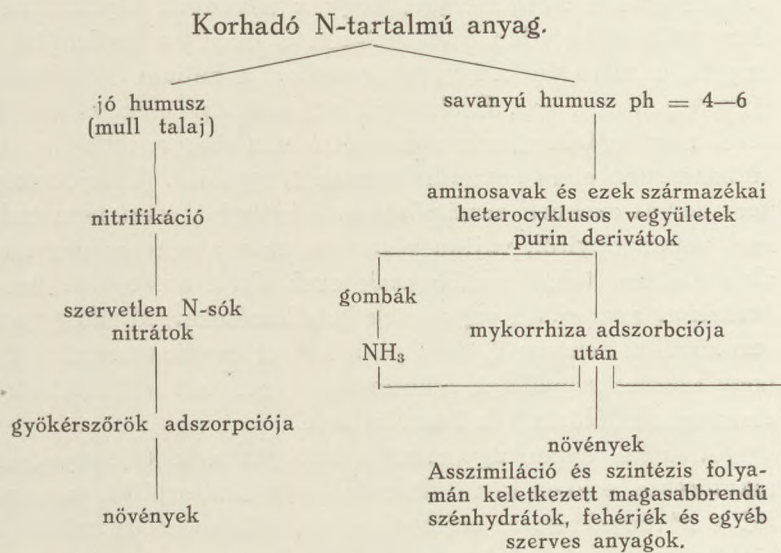 Korhadó N-tartalmú anyag.
jó humusz
(mull talaj)
nitrifikáció
szervetlen N-sók
nitrátok
gyökérszőrök adszorpciója
növények
savanyú humusz ph = 4—6
aminosavak és ezek származékai
heterocyklusos vegyületek
purin derivátok
gombák
NH₃
mykorrhiza adszorbciója
után
növények
Asszimiláció és szintézis folya-
mán keletkezett magasabbrendű
szénhydrátok, fehérjék és egyéb
szerves anyagok.